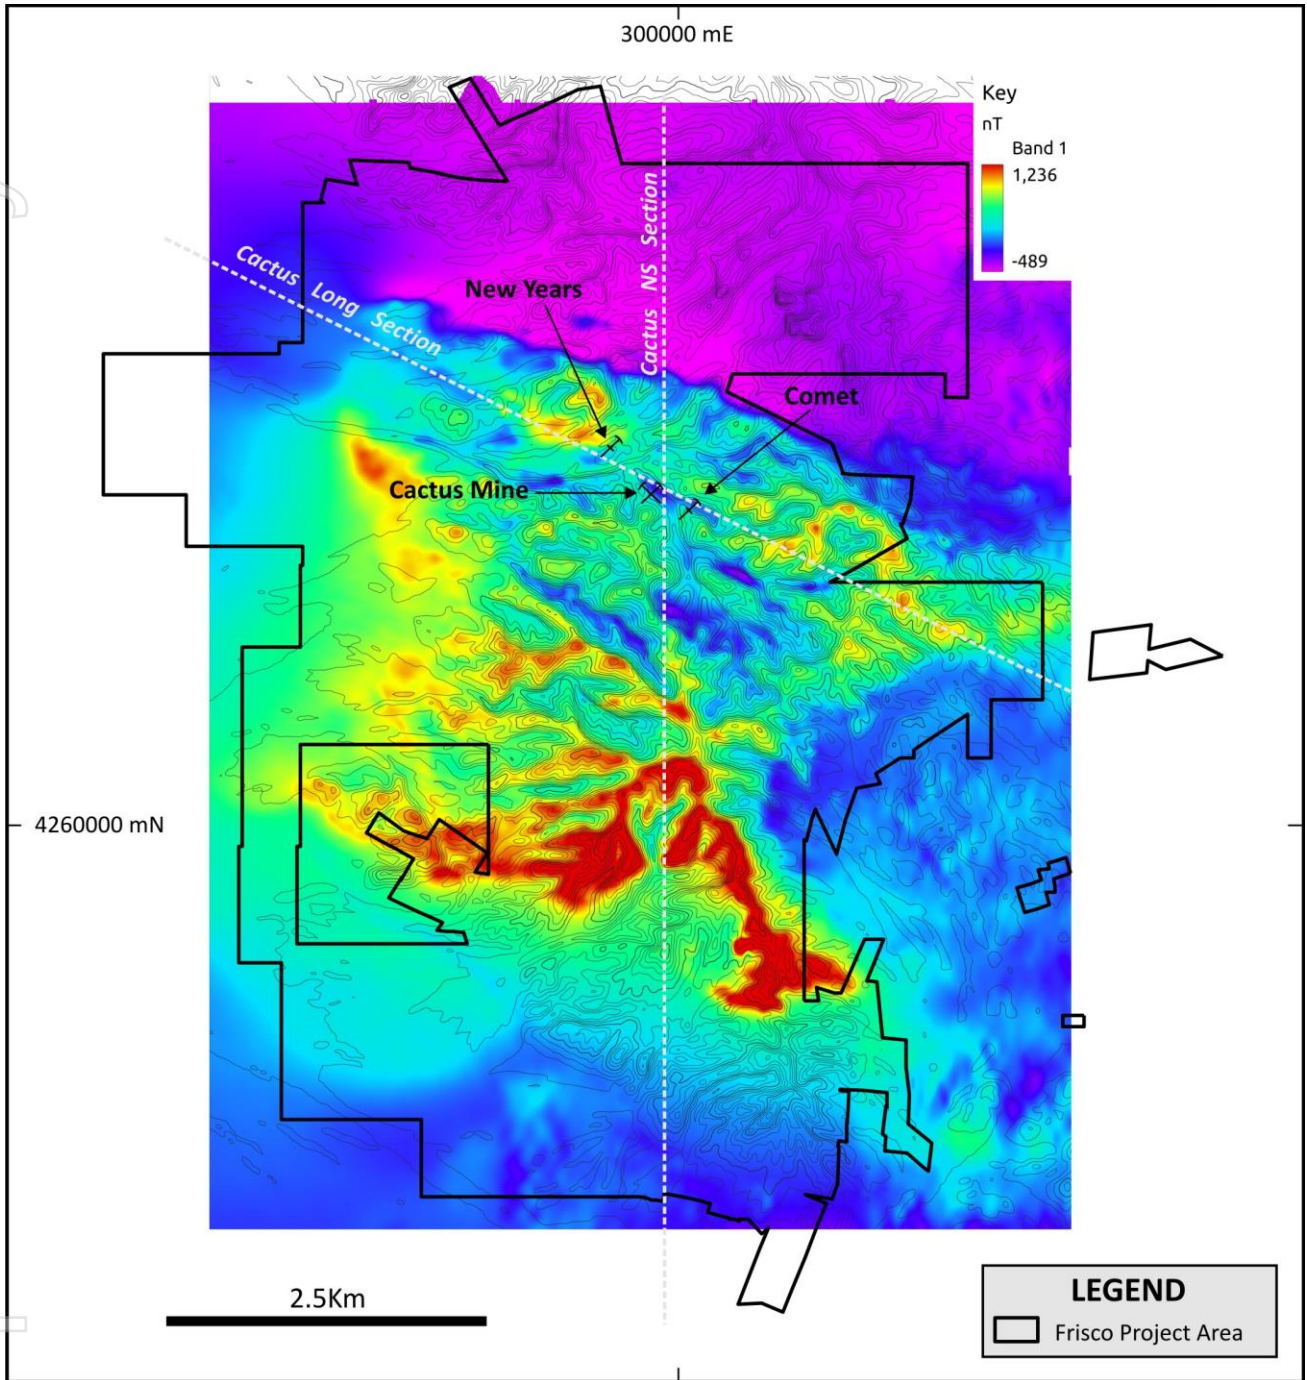 300000 mE
Key
nT
Band 1
1,236
-489
Cactus Long Section
Cactus NS Section
New Years
Comet
Cactus Mine
4260000 mN
2.5Km
LEGEND
Frisco Project Area